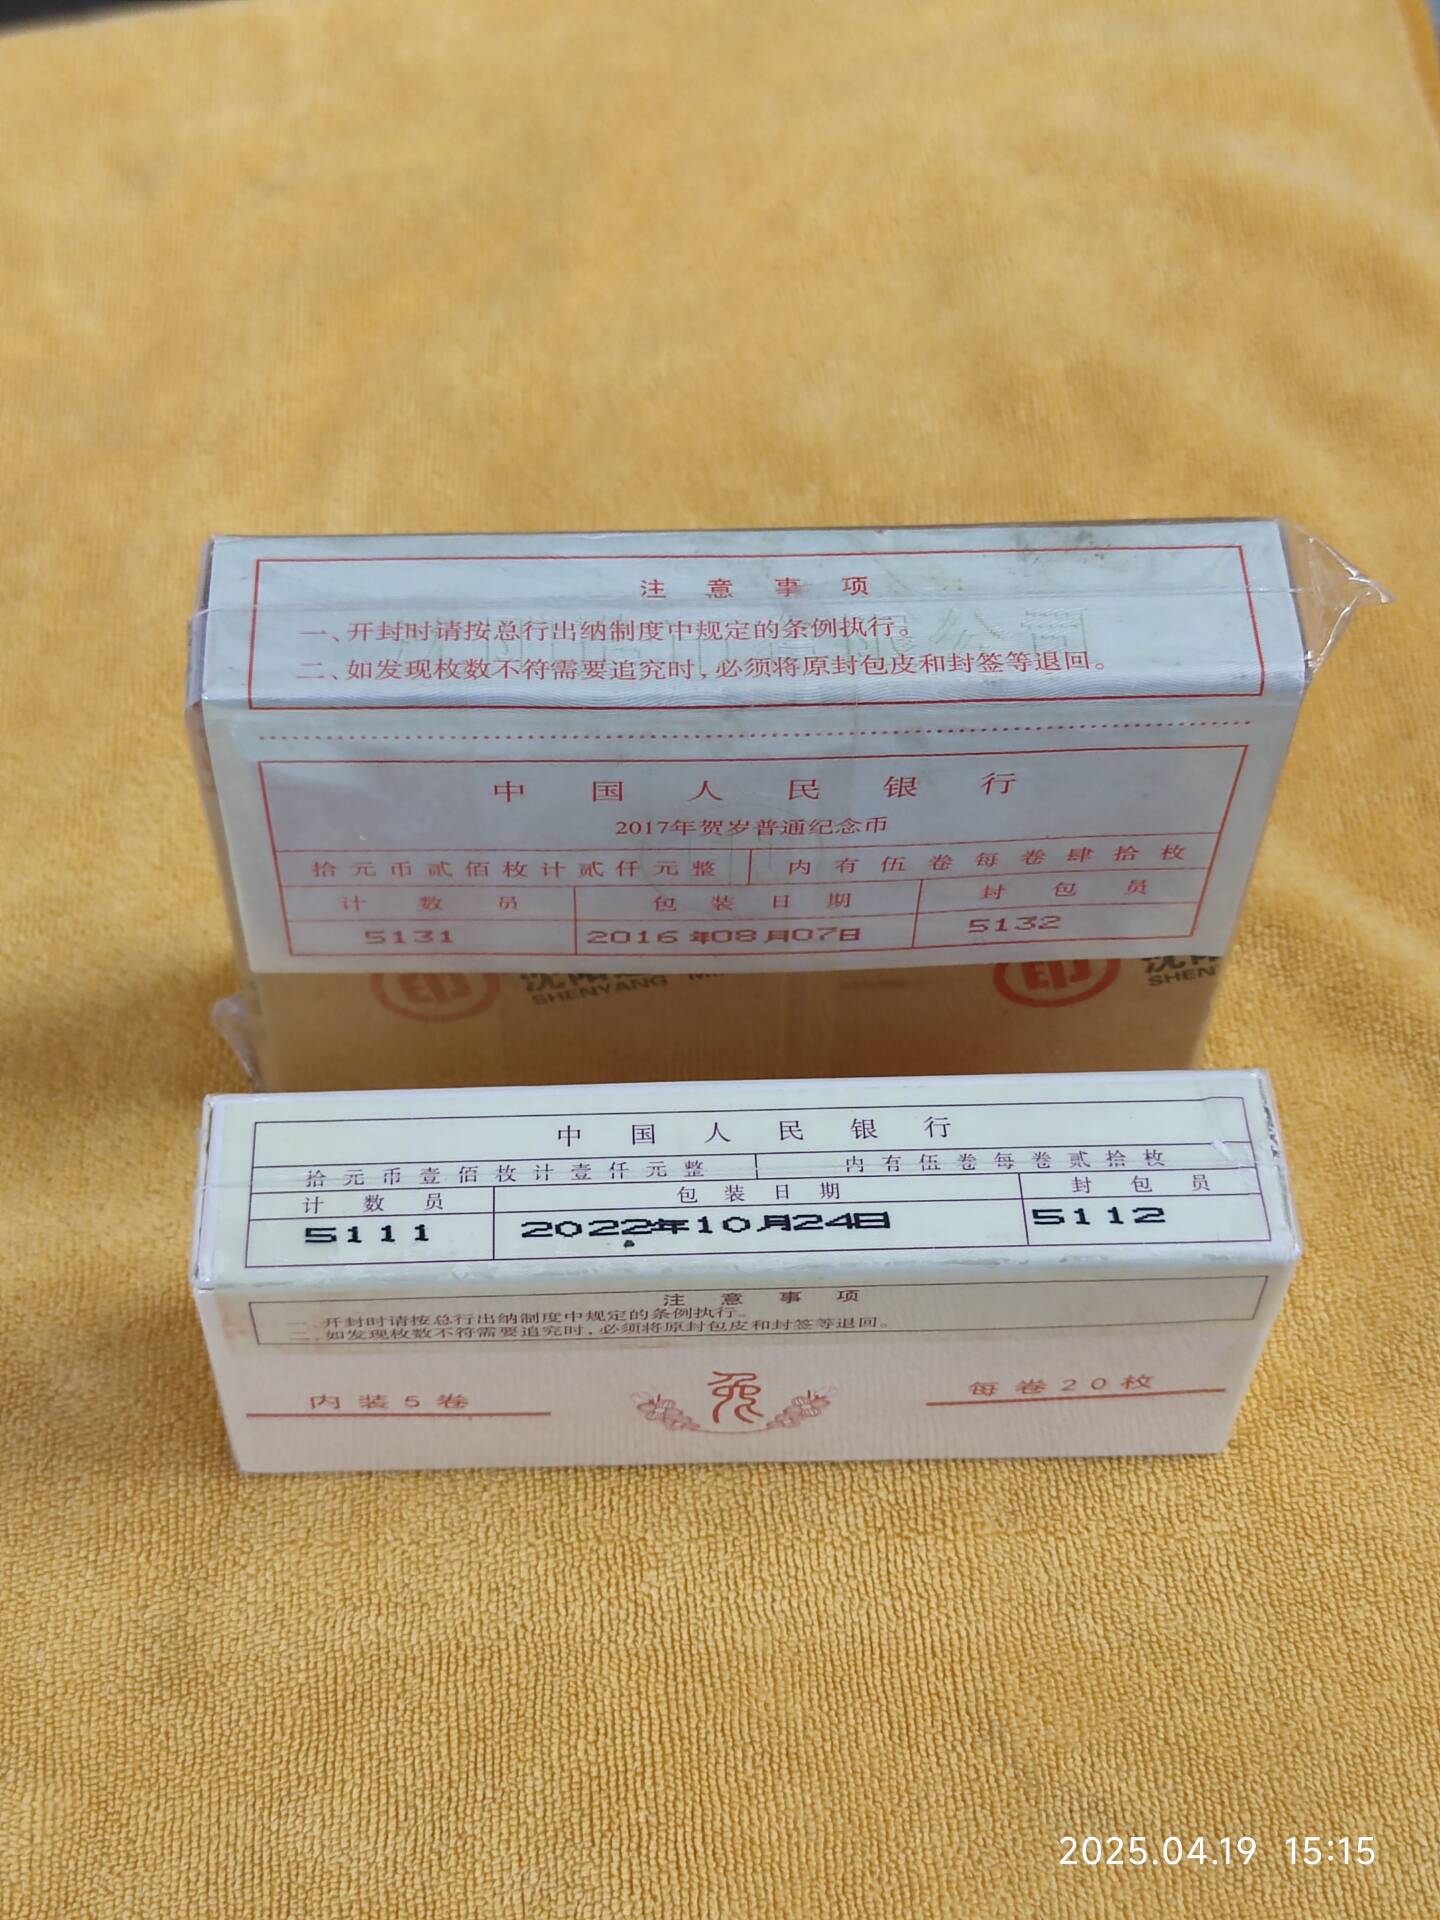 注意事项
一、开封时请按总行出纳制度中规定的条例执行。
二、如发现枚数不符需要追究时，必须将原封包皮和封签等退回。
中国人民银行
2017年贺岁普通纪念币
拾元币贰佰枚计贰仟元整 内有伍卷每卷肆拾枚
计数员 包装日期 封包员
5131 2016年08月07日 5132
印 SHENYANG 印 SHEN
中国人民银行
拾元币壹佰枚计壹仟元整 内有伍卷每卷贰拾枚
计数员 包装日期 封包员
5111 2022年10月24日 5112
注意事项
一、开封时请按总行出纳制度中规定的条例执行。
二、如发现枚数不符需要追究时，必须将原封包皮和封签等退回。
内装5卷 兔 每卷20枚
2025.04.19 15:15